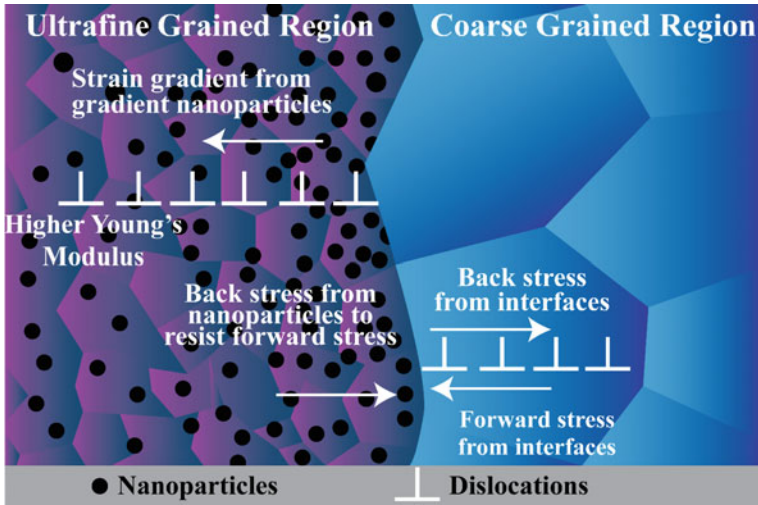 Ultrafine Grained Region
Coarse Grained Region
Strain gradient from
gradient nanoparticles
Higher Young's
Modulus
Back stress from
nanoparticles to
resist forward stress
Back stress
from interfaces
Forward stress
from interfaces
Nanoparticles
Dislocations